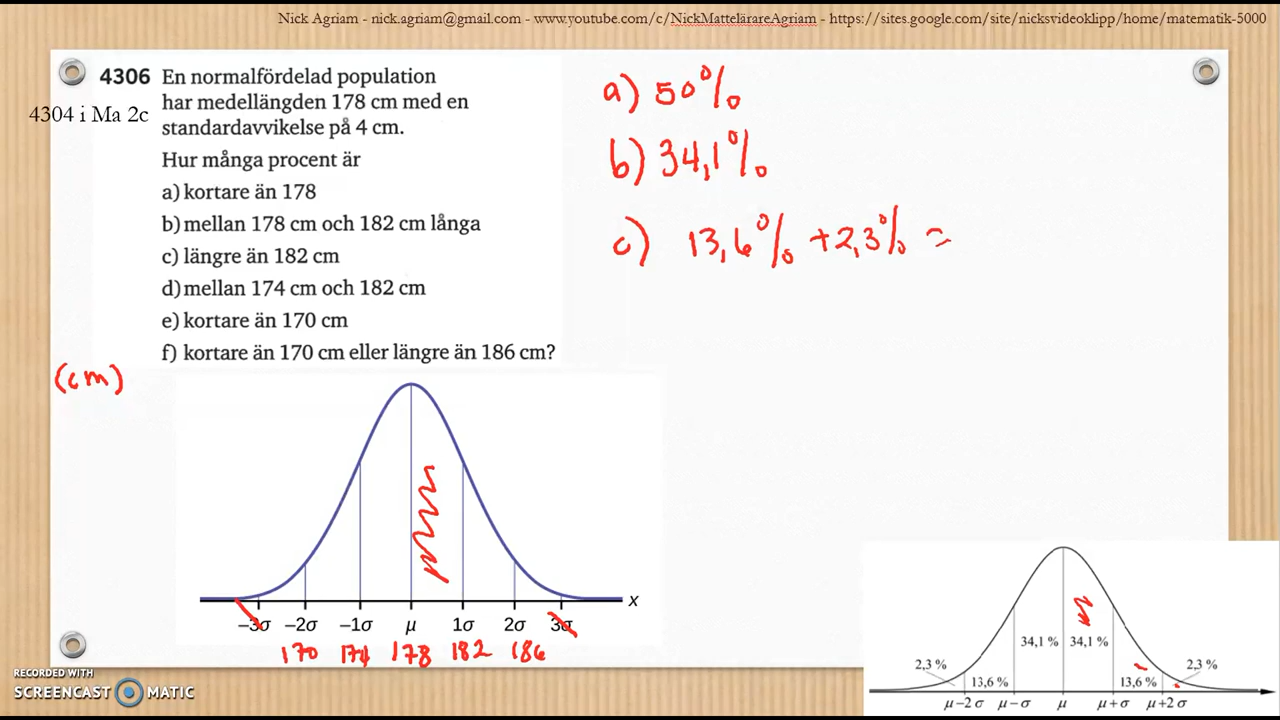 Nick Agriam - nick.agriam@gmail.com - www.youtube.com/c/NickMattelärareAgriam - https://sites.google.com/site/nicksvideoklipp/home/matematik-5000
4306 En normalfördelad population
har medellängden 178 cm med en
4304 i Ma 2c
standardavvikelse på 4 cm.
Hur många procent är
a) kortare än 178
b) mellan 178 cm och 182 cm långa
c) längre än 182 cm
d) mellan 174 cm och 182 cm
e) kortare än 170 cm
f) kortare än 170 cm eller längre än 186 cm?
a) 50%
b) 34,1%
c) 13,6% + 2,3% =
(cm)
-3σ -2σ -1σ μ 1σ 2σ 3σ x
170 174 178 182 186
RECORDED WITH
SCREENCAST MATIC
34,1 % 34,1 %
2,3 % 2,3 %
13,6 % 13,6 %
μ-2σ μ-σ μ μ+σ μ+2σ